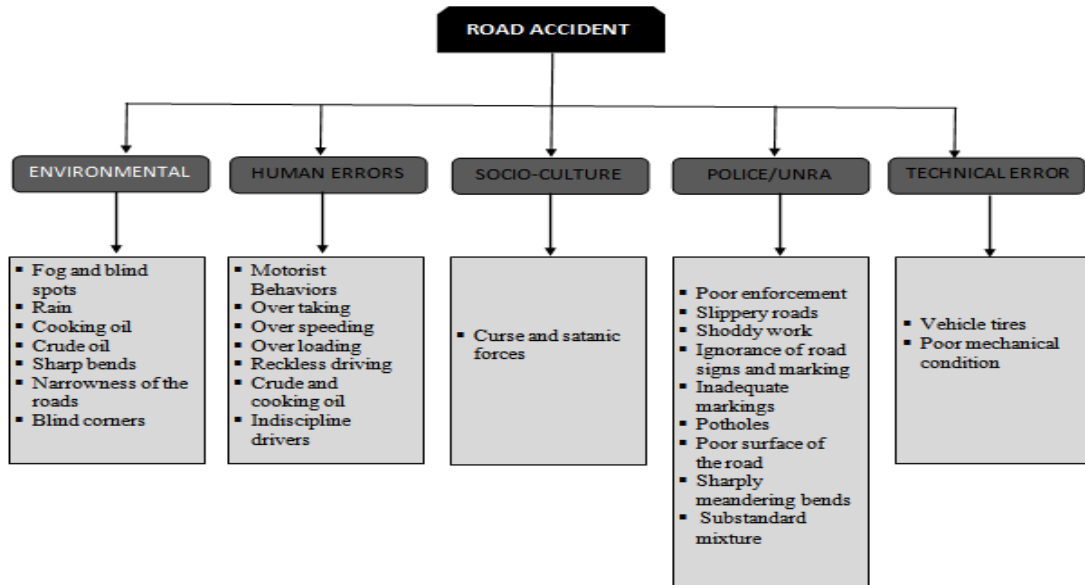 ROAD ACCIDENT
ENVIRONMENTAL
HUMAN ERRORS
SOCIO-CULTURE
POLICE/UNRA
TECHNICAL ERROR
▪ Fog and blind
spots
▪ Rain
▪ Cooking oil
▪ Crude oil
▪ Sharp bends
▪ Narrowness of the
roads
▪ Blind corners
▪ Motorist
Behaviors
▪ Over taking
▪ Over speeding
▪ Over loading
▪ Reckless driving
▪ Crude and
cooking oil
▪ Indiscipline
drivers
▪ Curse and satanic
forces
▪ Poor enforcement
▪ Slippery roads
▪ Shoddy work
▪ Ignorance of road
signs and marking
▪ Inadequate
markings
▪ Potholes
▪ Poor surface of
the road
▪ Sharply
meandering bends
▪ Substandard
mixture
▪ Vehicle tires
▪ Poor mechanical
condition